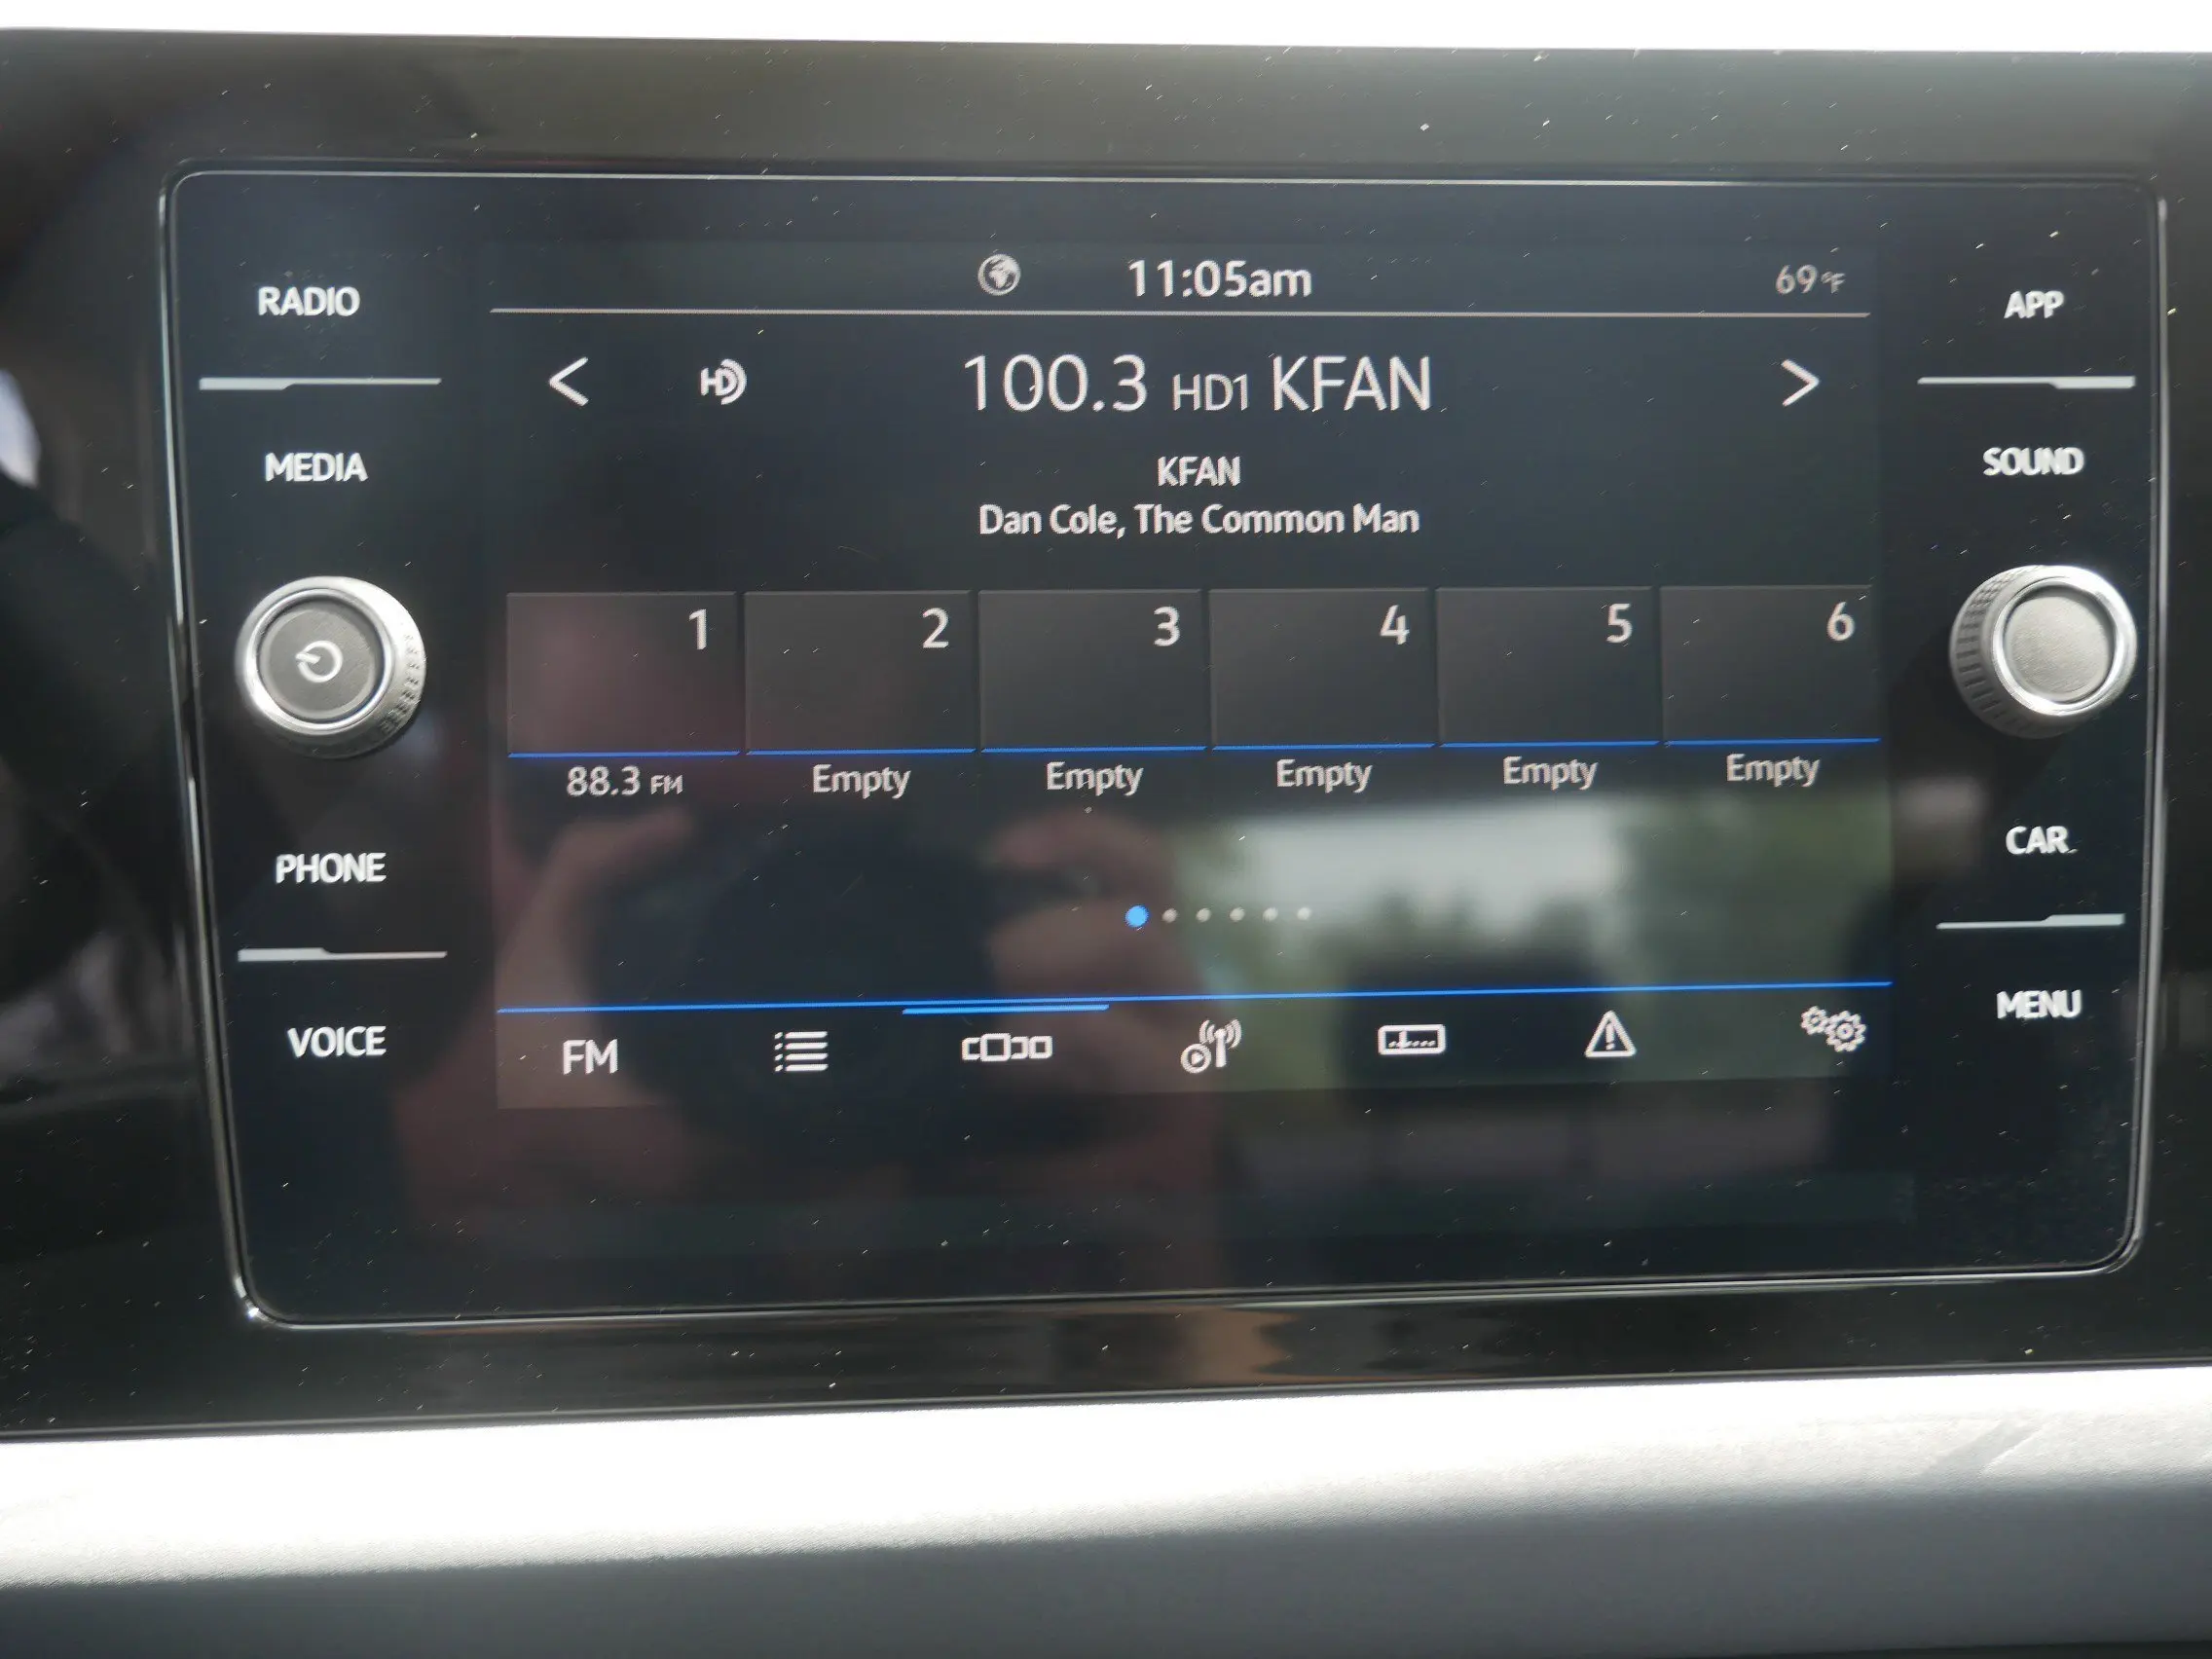 11:05am 69°F
RADIO
APP
HD 100.3 HD1 KFAN
MEDIA
KFAN
SOUND
Dan Cole, The Common Man
1 2 3 4 5 6
88.3 FM Empty Empty Empty Empty Empty
PHONE
CAR
VOICE
MENU
FM